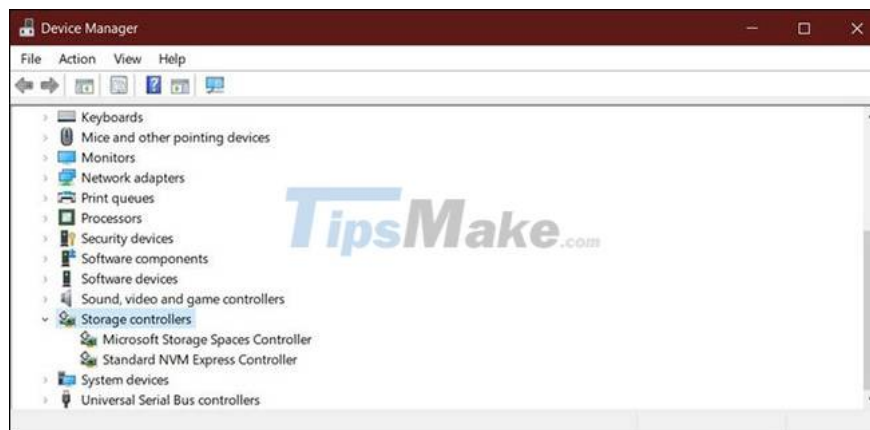 Device Manager
File Action View Help
Keyboards
Mice and other pointing devices
Monitors
Network adapters
Print queues
Processors
TipsMake.com
Security devices
Software components
Software devices
Sound, video and game controllers
Storage controllers
Microsoft Storage Spaces Controller
Standard NVM Express Controller
System devices
Universal Serial Bus controllers